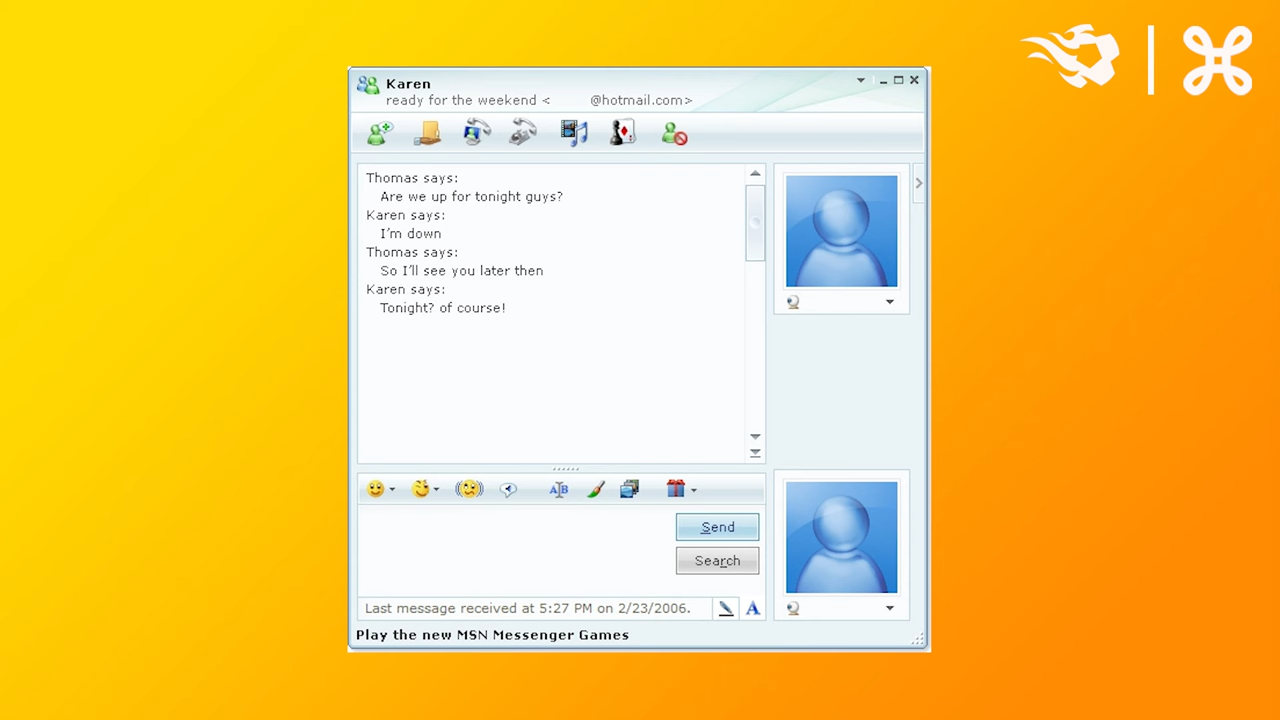 Karen
ready for the weekend < @hotmail.com>
Thomas says:
Are we up for tonight guys?
Karen says:
I'm down
Thomas says:
So I'll see you later then
Karen says:
Tonight? of course!
Send
Search
Last message received at 5:27 PM on 2/23/2006.
Play the new MSN Messenger Games